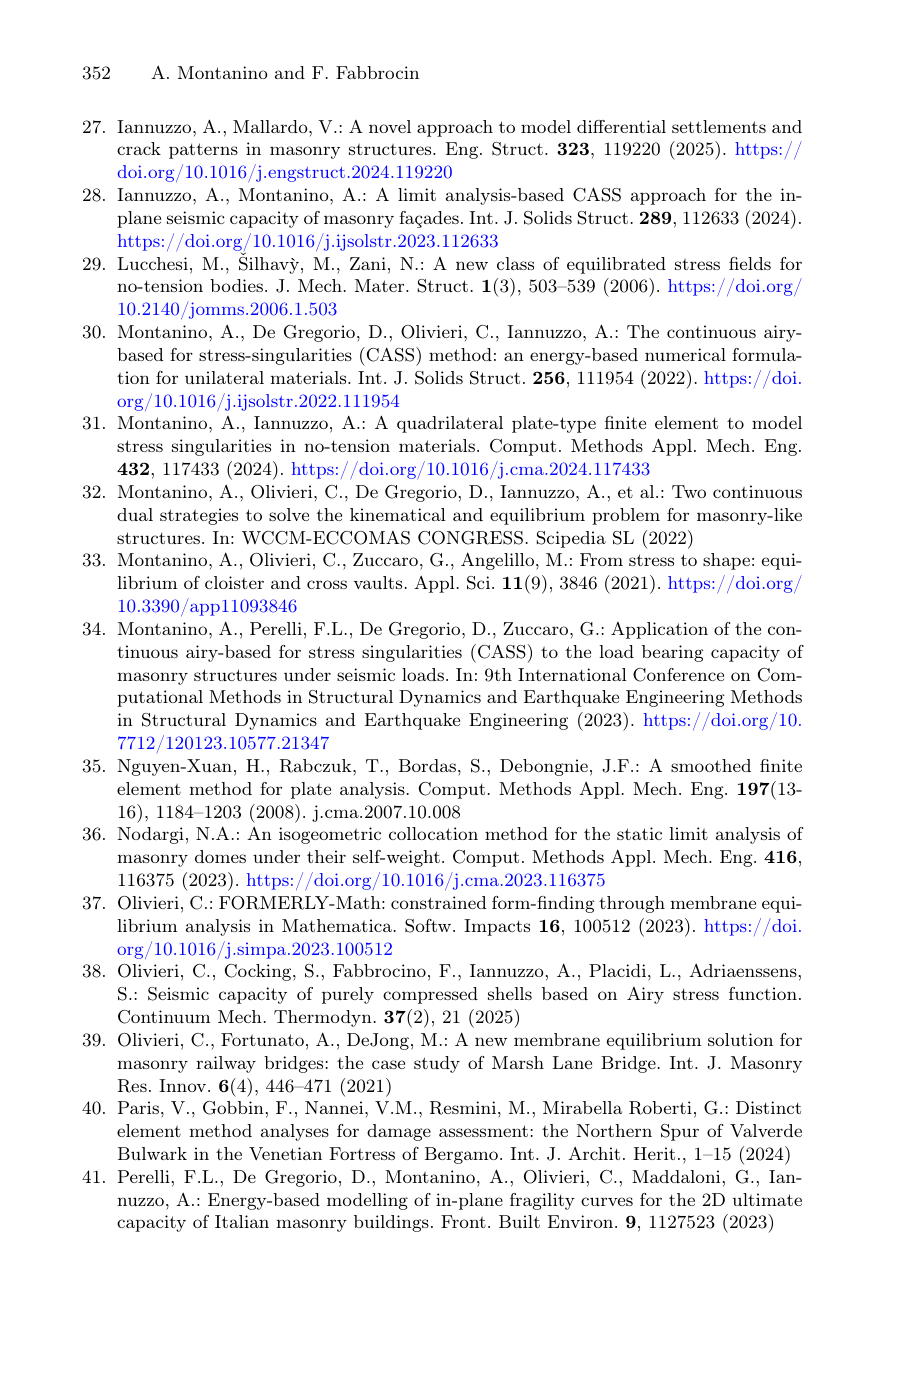 352 A. Montanino and F. Fabbrocin
27. Iannuzzo, A., Mallardo, V.: A novel approach to model differential settlements and
crack patterns in masonry structures. Eng. Struct. 323, 119220 (2025). https://
doi.org/10.1016/j.engstruct.2024.119220
28. Iannuzzo, A., Montanino, A.: A limit analysis-based CASS approach for the in-
plane seismic capacity of masonry façades. Int. J. Solids Struct. 289, 112633 (2024).
https://doi.org/10.1016/j.ijsolstr.2023.112633
29. Lucchesi, M., Šilhavỳ, M., Zani, N.: A new class of equilibrated stress fields for
no-tension bodies. J. Mech. Mater. Struct. 1(3), 503–539 (2006). https://doi.org/
10.2140/jomms.2006.1.503
30. Montanino, A., De Gregorio, D., Olivieri, C., Iannuzzo, A.: The continuous airy-
based for stress-singularities (CASS) method: an energy-based numerical formula-
tion for unilateral materials. Int. J. Solids Struct. 256, 111954 (2022). https://doi.
org/10.1016/j.ijsolstr.2022.111954
31. Montanino, A., Iannuzzo, A.: A quadrilateral plate-type finite element to model
stress singularities in no-tension materials. Comput. Methods Appl. Mech. Eng.
432, 117433 (2024). https://doi.org/10.1016/j.cma.2024.117433
32. Montanino, A., Olivieri, C., De Gregorio, D., Iannuzzo, A., et al.: Two continuous
dual strategies to solve the kinematical and equilibrium problem for masonry-like
structures. In: WCCM-ECCOMAS CONGRESS. Scipedia SL (2022)
33. Montanino, A., Olivieri, C., Zuccaro, G., Angelillo, M.: From stress to shape: equi-
librium of cloister and cross vaults. Appl. Sci. 11(9), 3846 (2021). https://doi.org/
10.3390/app11093846
34. Montanino, A., Perelli, F.L., De Gregorio, D., Zuccaro, G.: Application of the con-
tinuous airy-based for stress singularities (CASS) to the load bearing capacity of
masonry structures under seismic loads. In: 9th International Conference on Com-
putational Methods in Structural Dynamics and Earthquake Engineering Methods
in Structural Dynamics and Earthquake Engineering (2023). https://doi.org/10.
7712/120123.10577.21347
35. Nguyen-Xuan, H., Rabczuk, T., Bordas, S., Debongnie, J.F.: A smoothed finite
element method for plate analysis. Comput. Methods Appl. Mech. Eng. 197(13-
16), 1184–1203 (2008). j.cma.2007.10.008
36. Nodargi, N.A.: An isogeometric collocation method for the static limit analysis of
masonry domes under their self-weight. Comput. Methods Appl. Mech. Eng. 416,
116375 (2023). https://doi.org/10.1016/j.cma.2023.116375
37. Olivieri, C.: FORMERLY-Math: constrained form-finding through membrane equi-
librium analysis in Mathematica. Softw. Impacts 16, 100512 (2023). https://doi.
org/10.1016/j.simpa.2023.100512
38. Olivieri, C., Cocking, S., Fabbrocino, F., Iannuzzo, A., Placidi, L., Adriaenssens,
S.: Seismic capacity of purely compressed shells based on Airy stress function.
Continuum Mech. Thermodyn. 37(2), 21 (2025)
39. Olivieri, C., Fortunato, A., DeJong, M.: A new membrane equilibrium solution for
masonry railway bridges: the case study of Marsh Lane Bridge. Int. J. Masonry
Res. Innov. 6(4), 446–471 (2021)
40. Paris, V., Gobbin, F., Nannei, V.M., Resmini, M., Mirabella Roberti, G.: Distinct
element method analyses for damage assessment: the Northern Spur of Valverde
Bulwark in the Venetian Fortress of Bergamo. Int. J. Archit. Herit., 1–15 (2024)
41. Perelli, F.L., De Gregorio, D., Montanino, A., Olivieri, C., Maddaloni, G., Ian-
nuzzo, A.: Energy-based modelling of in-plane fragility curves for the 2D ultimate
capacity of Italian masonry buildings. Front. Built Environ. 9, 1127523 (2023)